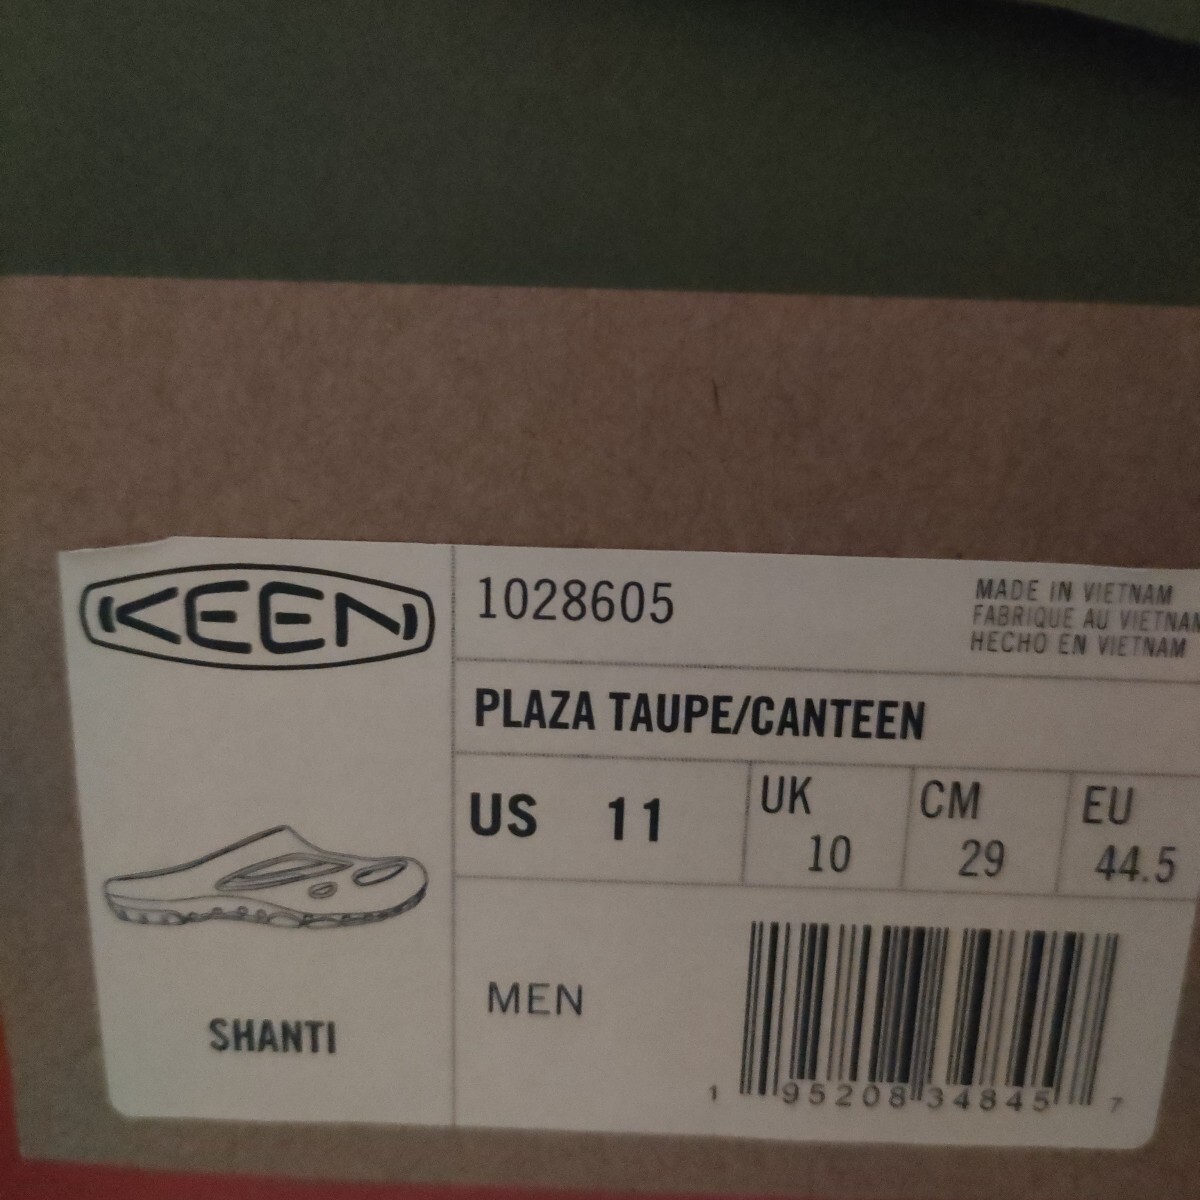 KEEN
1028605
MADE IN VIETNAM
FABRIQUE AU VIETNAM
HECHO EN VIETNAM
PLAZA TAUPE/CANTEEN
US 11
UK 10
CM 29
EU 44.5
SHANTI
MEN
1 95208 34845 7